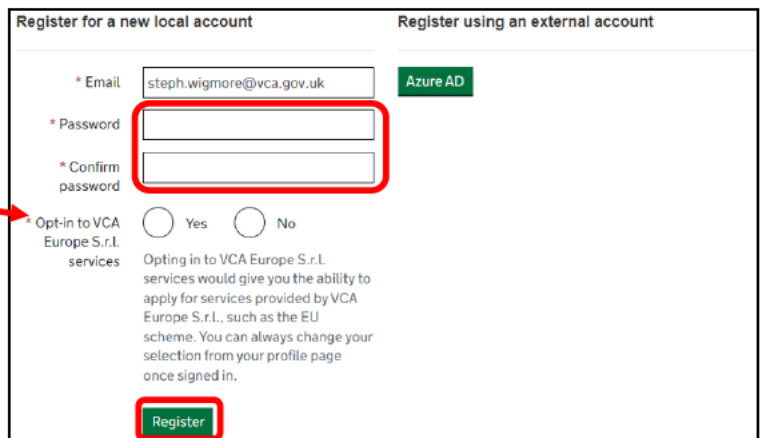 Register for a new local account
Register using an external account
* Email
steph.wigmore@vca.gov.uk
Azure AD
* Password
* Confirm
password
* Opt-in to VCA
Europe S.r.l.
services
Yes
No
Opting in to VCA Europe S.r.l.
services would give you the ability to
apply for services provided by VCA
Europe S.r.l., such as the EU
scheme. You can always change your
selection from your profile page
once signed in.
Register